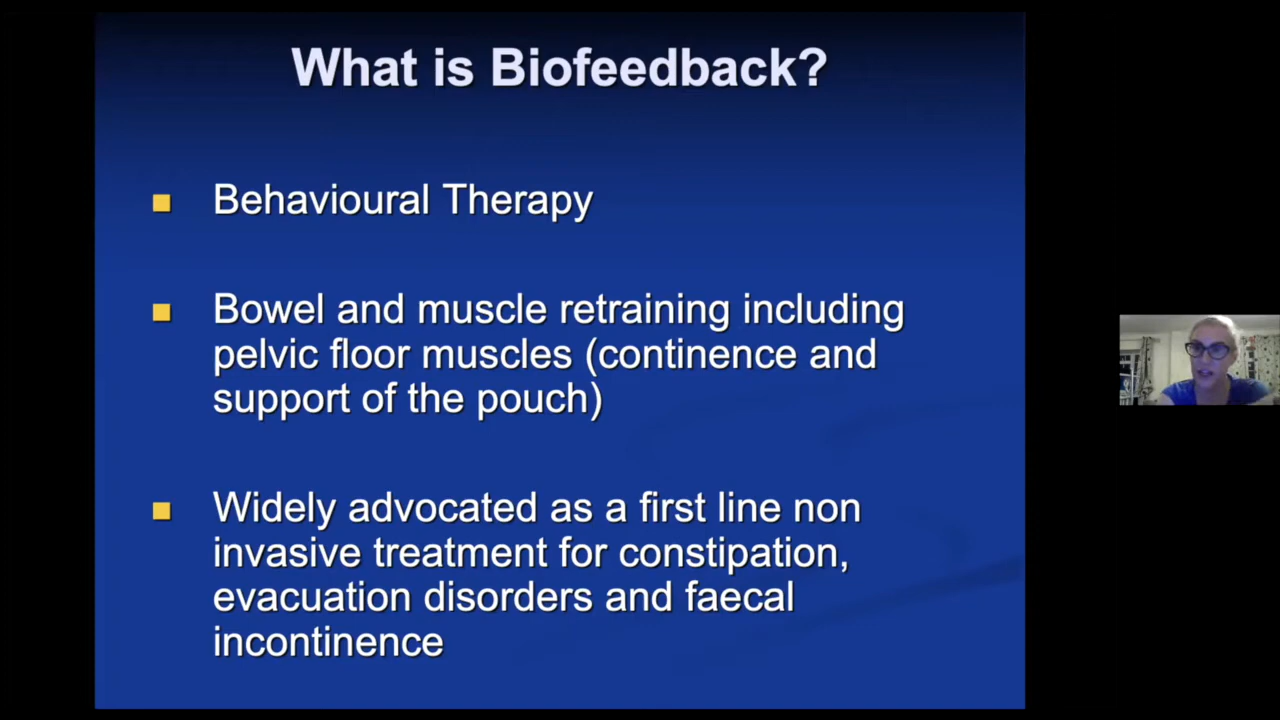 What is Biofeedback?
Behavioural Therapy
Bowel and muscle retraining including
pelvic floor muscles (continence and
support of the pouch)
Widely advocated as a first line non
invasive treatment for constipation,
evacuation disorders and faecal
incontinence